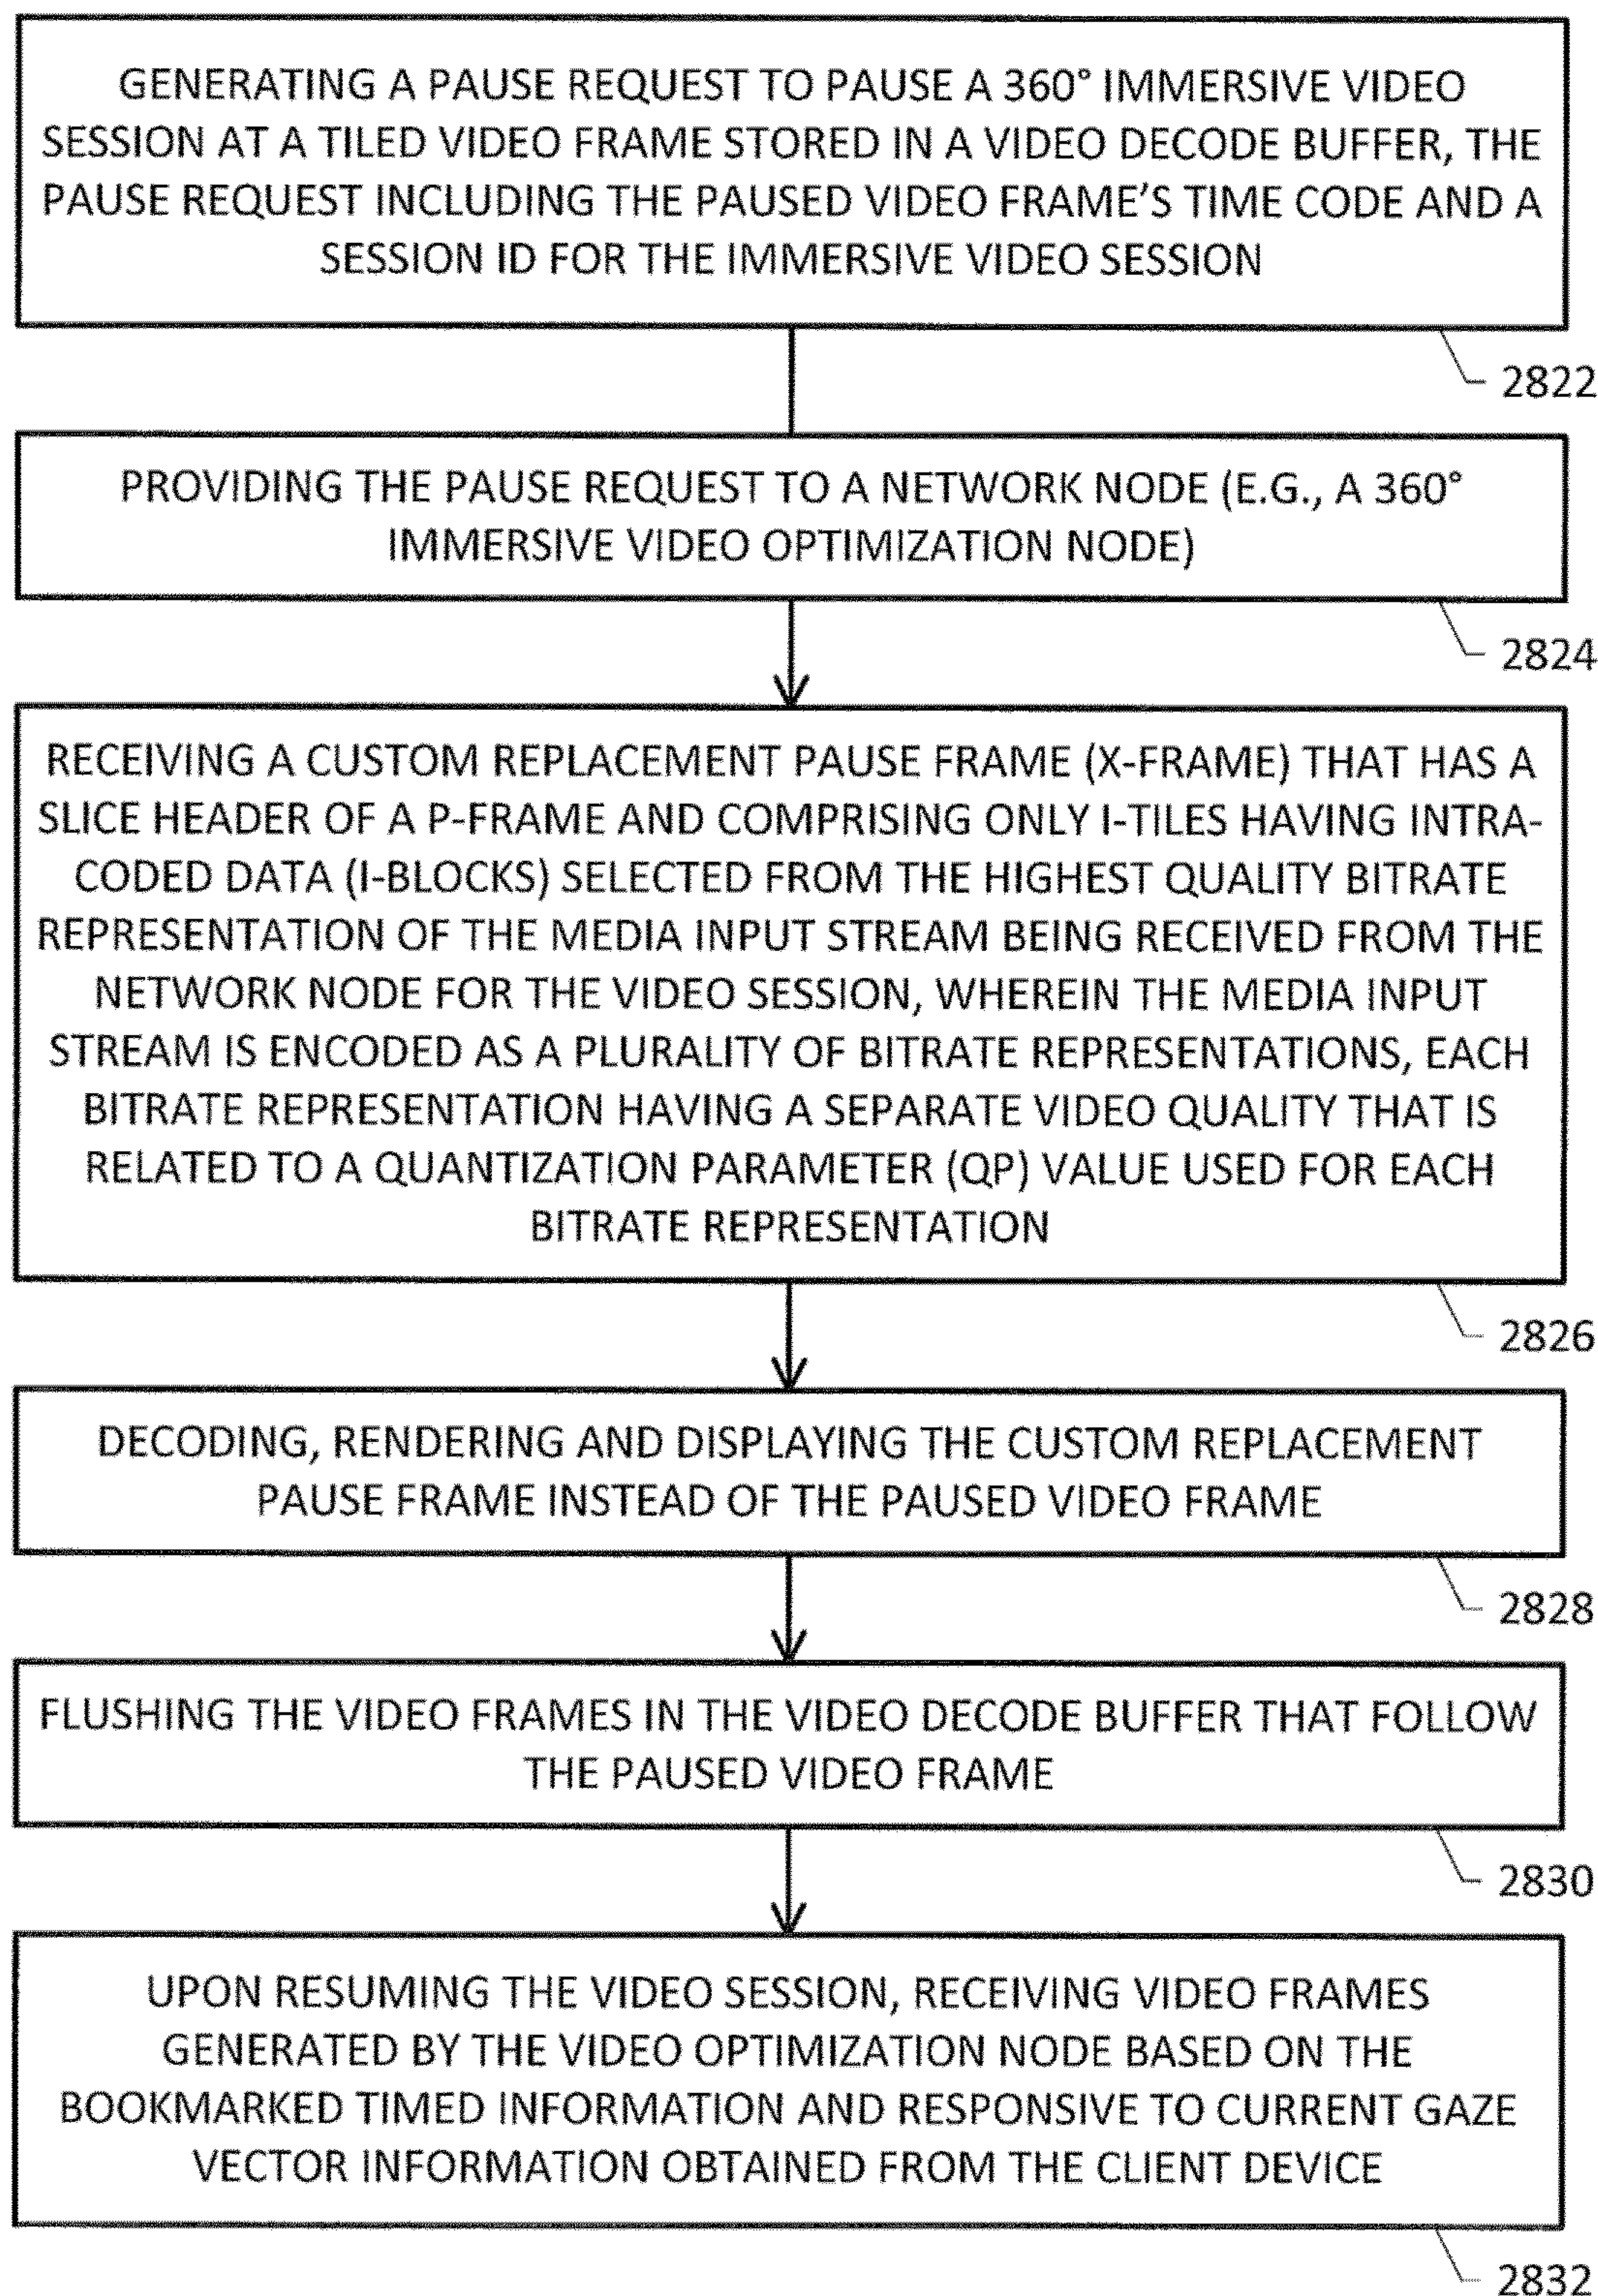 GENERATING A PAUSE REQUEST TO PAUSE A 360° IMMERSIVE VIDEO
SESSION AT A TILED VIDEO FRAME STORED IN A VIDEO DECODE BUFFER, THE
PAUSE REQUEST INCLUDING THE PAUSED VIDEO FRAME'S TIME CODE AND A
SESSION ID FOR THE IMMERSIVE VIDEO SESSION
2822
PROVIDING THE PAUSE REQUEST TO A NETWORK NODE (E.G., A 360°
IMMERSIVE VIDEO OPTIMIZATION NODE)
2824
RECEIVING A CUSTOM REPLACEMENT PAUSE FRAME (X-FRAME) THAT HAS A
SLICE HEADER OF A P-FRAME AND COMPRISING ONLY I-TILES HAVING INTRA-
CODED DATA (I-BLOCKS) SELECTED FROM THE HIGHEST QUALITY BITRATE
REPRESENTATION OF THE MEDIA INPUT STREAM BEING RECEIVED FROM THE
NETWORK NODE FOR THE VIDEO SESSION, WHEREIN THE MEDIA INPUT
STREAM IS ENCODED AS A PLURALITY OF BITRATE REPRESENTATIONS, EACH
BITRATE REPRESENTATION HAVING A SEPARATE VIDEO QUALITY THAT IS
RELATED TO A QUANTIZATION PARAMETER (QP) VALUE USED FOR EACH
BITRATE REPRESENTATION
2826
DECODING, RENDERING AND DISPLAYING THE CUSTOM REPLACEMENT
PAUSE FRAME INSTEAD OF THE PAUSED VIDEO FRAME
2828
FLUSHING THE VIDEO FRAMES IN THE VIDEO DECODE BUFFER THAT FOLLOW
THE PAUSED VIDEO FRAME
2830
UPON RESUMING THE VIDEO SESSION, RECEIVING VIDEO FRAMES
GENERATED BY THE VIDEO OPTIMIZATION NODE BASED ON THE
BOOKMARKED TIMED INFORMATION AND RESPONSIVE TO CURRENT GAZE
VECTOR INFORMATION OBTAINED FROM THE CLIENT DEVICE
2832